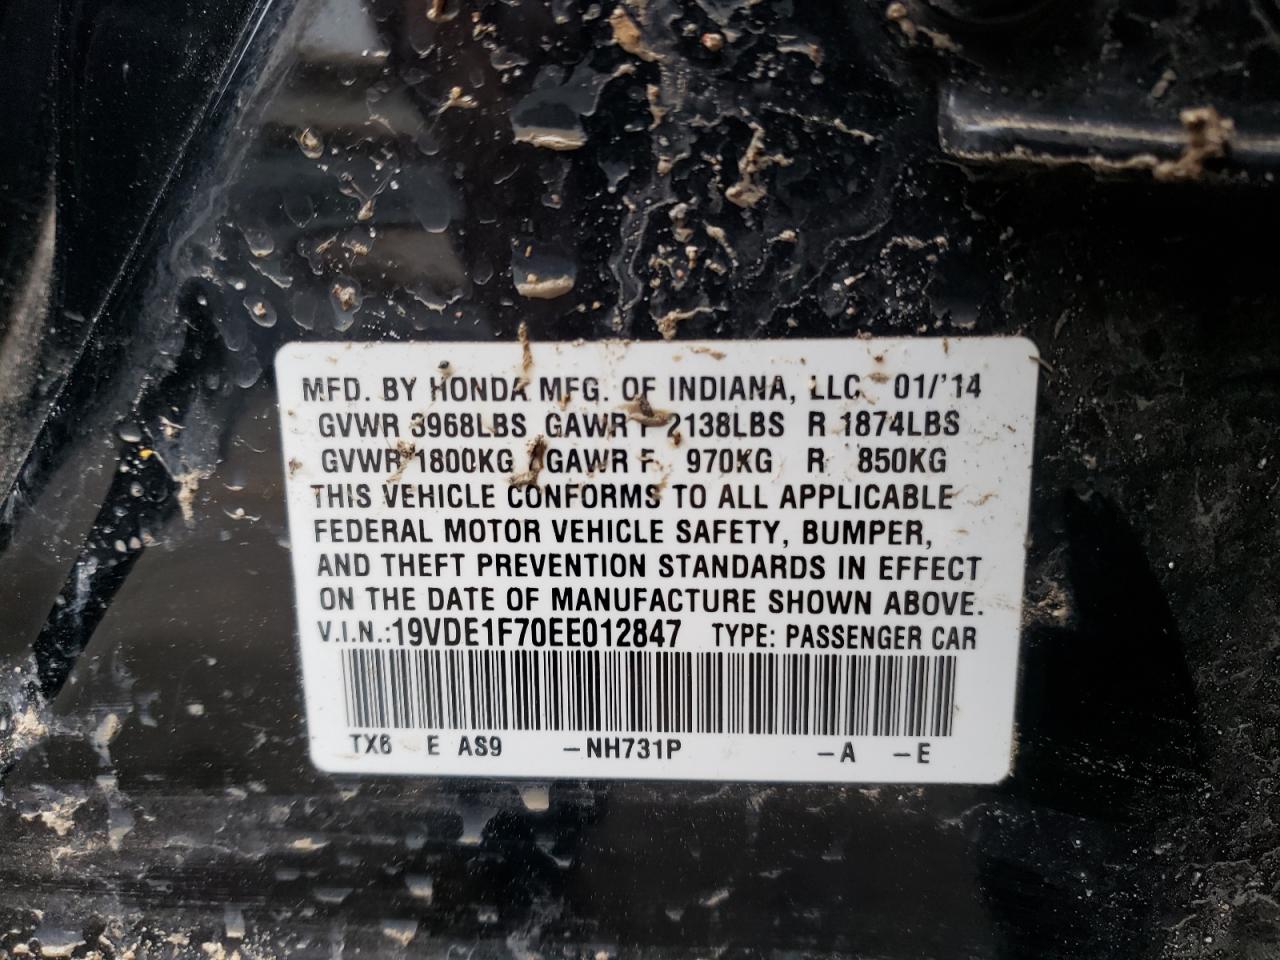 MFD. BY HONDA MFG. OF INDIANA, LLC 01/'14
GVWR 3968LBS GAWR F 2138LBS R 1874LBS
GVWR 1800KG GAWR F 970KG R 850KG
THIS VEHICLE CONFORMS TO ALL APPLICABLE
FEDERAL MOTOR VEHICLE SAFETY, BUMPER,
AND THEFT PREVENTION STANDARDS IN EFFECT
ON THE DATE OF MANUFACTURE SHOWN ABOVE.
V.I.N.:19VDE1F70EE012847 TYPE: PASSENGER CAR
TX6 E AS9 -NH731P -A -E